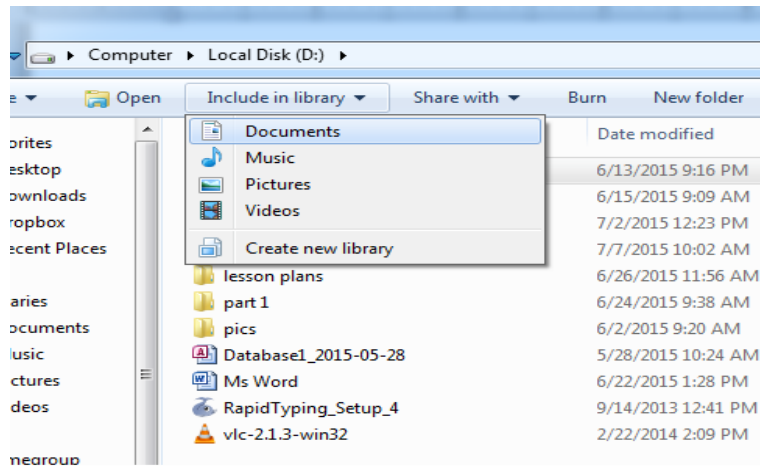 Computer Local Disk (D:)
Open Include in library Share with Burn New folder
Documents Date modified
orites Music
esktop 6/13/2015 9:16 PM
Pictures
ownloads 6/15/2015 9:09 AM
Videos
ropbox 7/2/2015 12:23 PM
ecent Places Create new library 7/7/2015 10:02 AM
lesson plans 6/26/2015 11:56 AM
aries part 1 6/24/2015 9:38 AM
ocuments pics 6/2/2015 9:20 AM
usic Database1_2015-05-28 5/28/2015 10:24 AM
ctures Ms Word 6/22/2015 1:28 PM
deos RapidTyping_Setup_4 9/14/2013 12:41 PM
vlc-2.1.3-win32 2/22/2014 2:09 PM
megroup